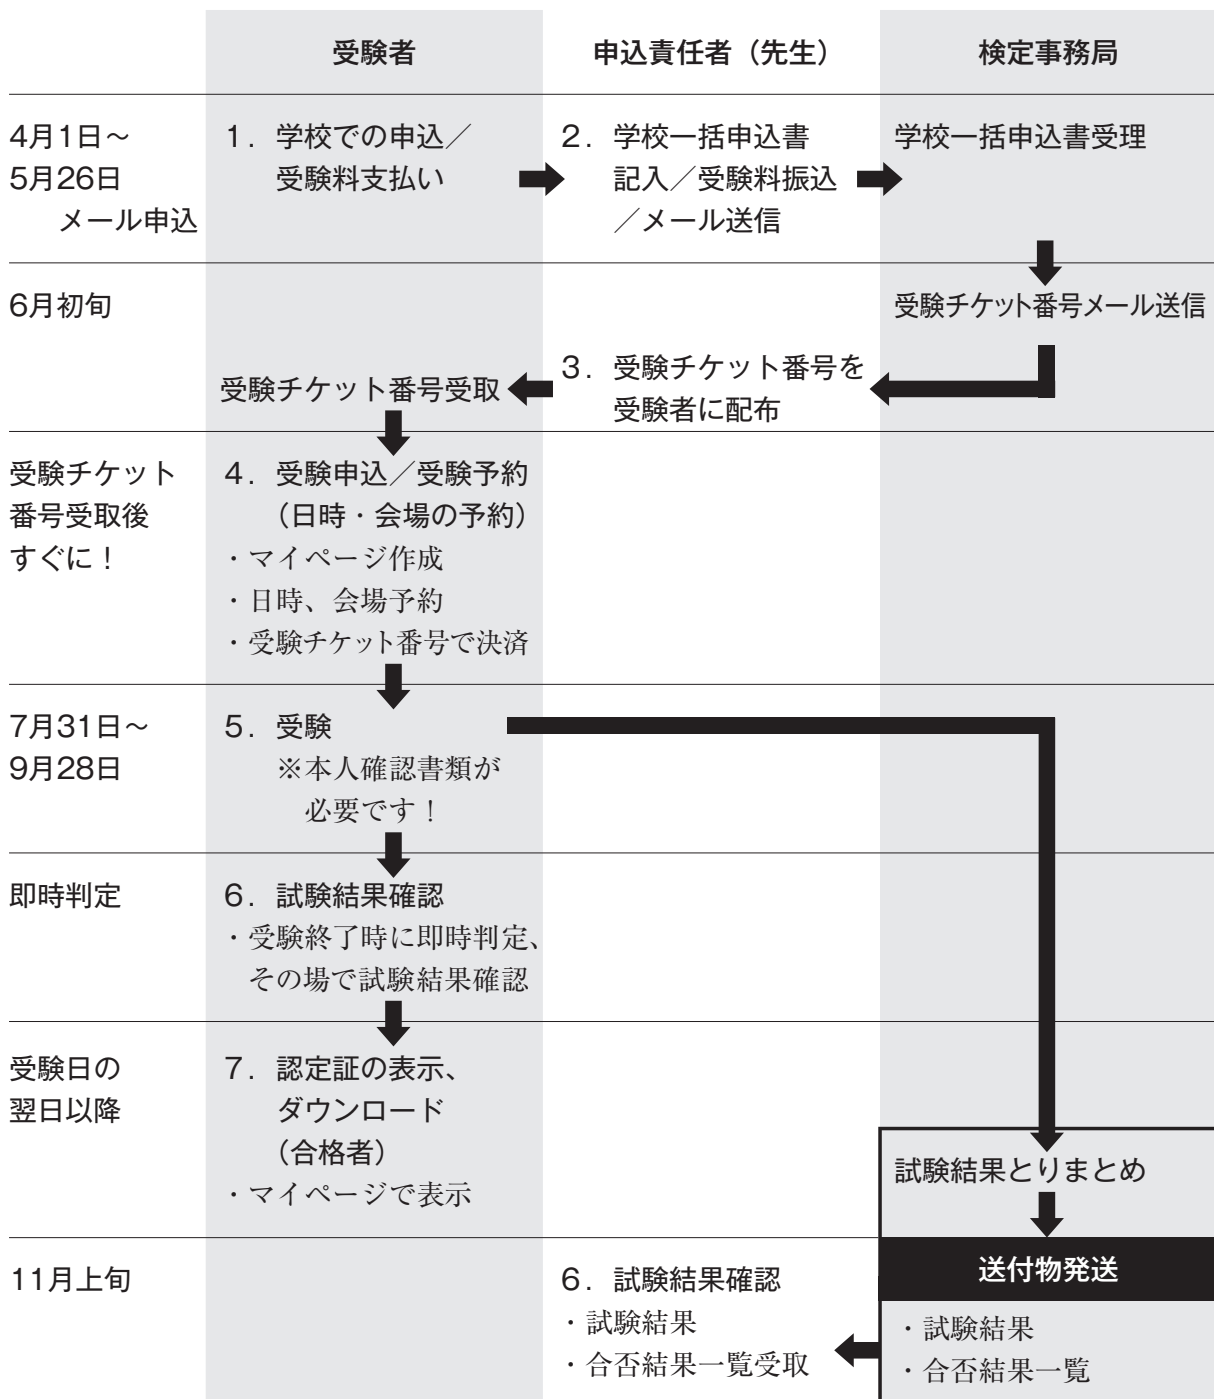 受験者
申込責任者（先生）
検定事務局
4月1日〜
5月26日
メール申込
1．学校での申込／
受験料支払い
2．学校一括申込書
記入／受験料振込
／メール送信
学校一括申込書受理
6月初旬
受験チケット番号メール送信
3．受験チケット番号を
受験者に配布
受験チケット番号受取
受験チケット
番号受取後
すぐに！
4．受験申込／受験予約
（日時・会場の予約）
・マイページ作成
・日時、会場予約
・受験チケット番号で決済
7月31日〜
9月28日
5．受験
※本人確認書類が
必要です！
即時判定
6．試験結果確認
・受験終了時に即時判定、
その場で試験結果確認
受験日の
翌日以降
7．認定証の表示、
ダウンロード
（合格者）
・マイページで表示
試験結果とりまとめ
11月上旬
6．試験結果確認
・試験結果
・合否結果一覧受取
送付物発送
・試験結果
・合否結果一覧